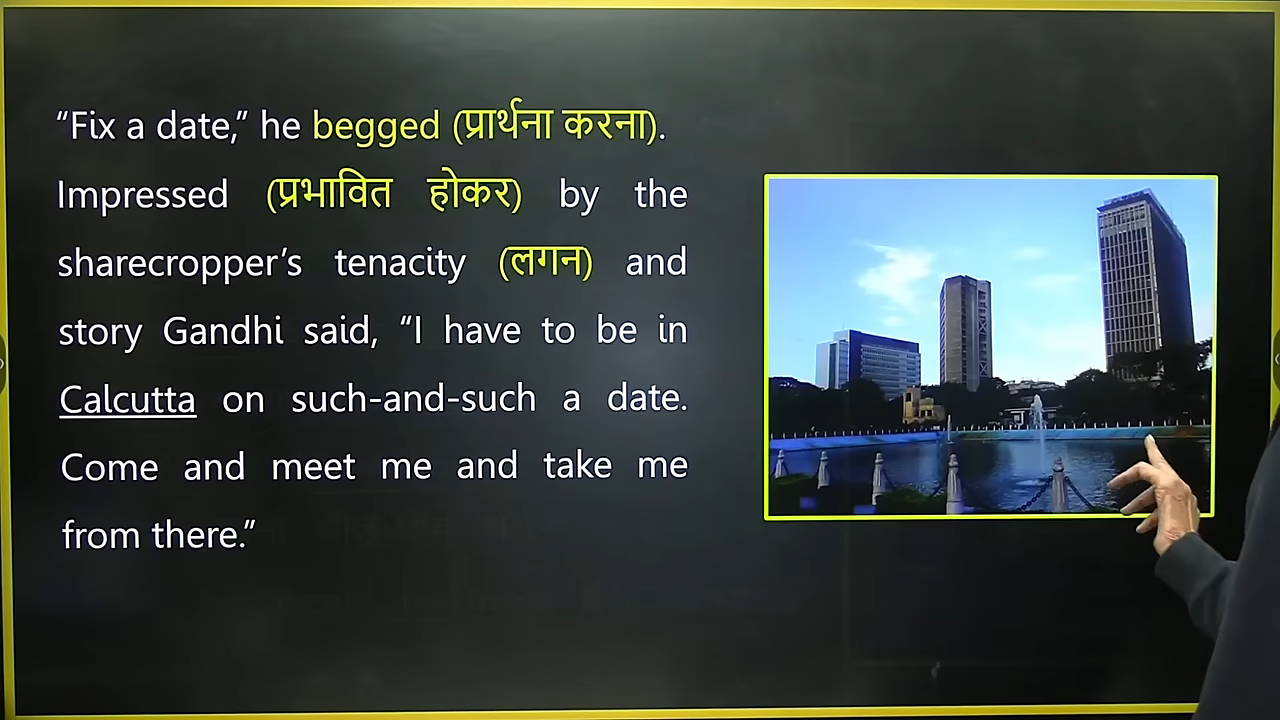 “Fix a date,” he begged (प्रार्थना करना).
Impressed (प्रभावित होकर) by the
sharecropper’s tenacity (लगन) and
story Gandhi said, “I have to be in
Calcutta on such-and-such a date.
Come and meet me and take me
from there.”